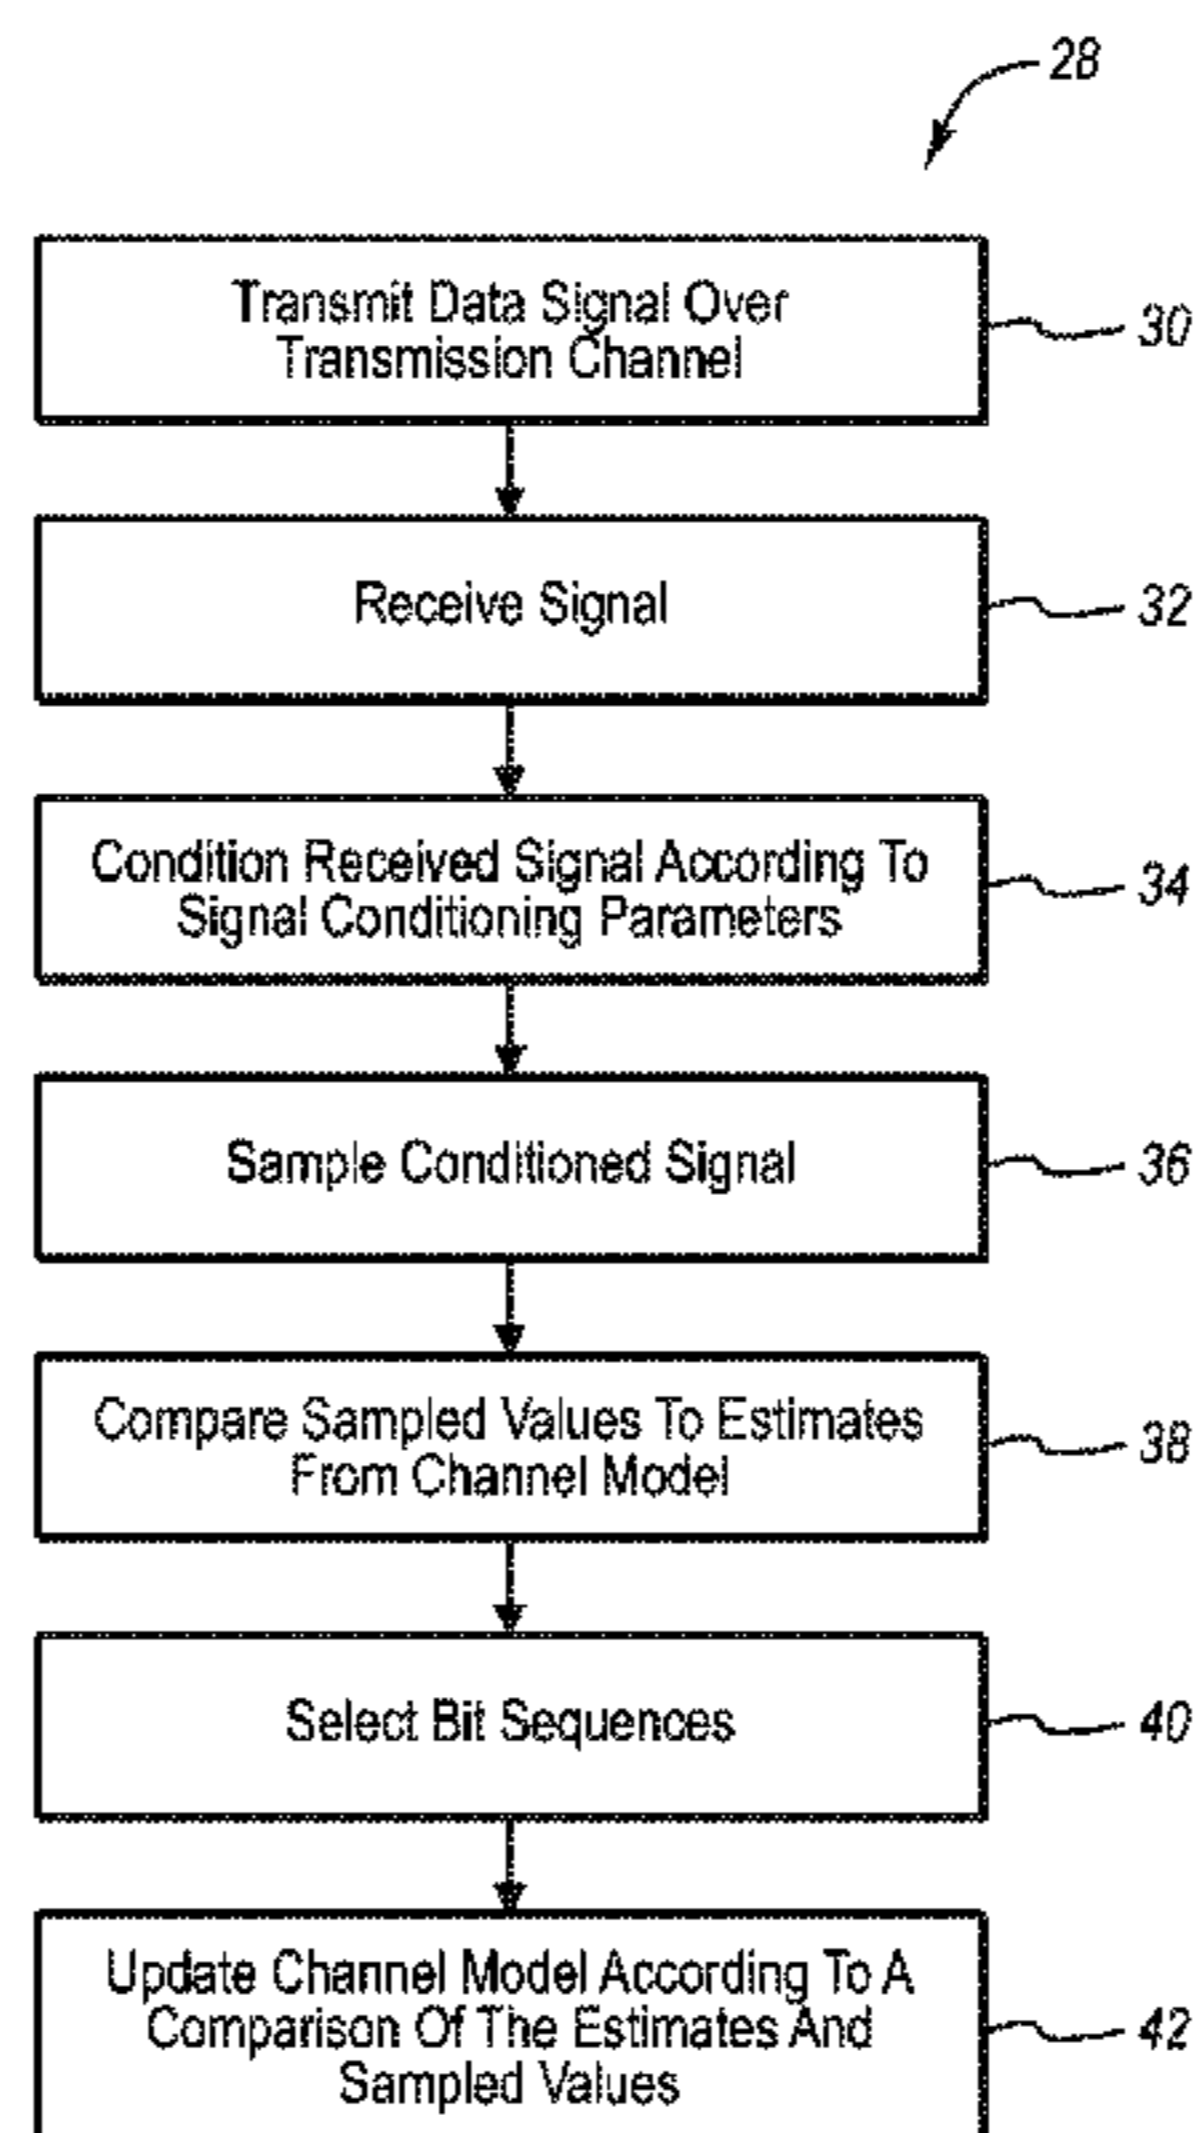 28
Transmit Data Signal Over
Transmission Channel
30
Receive Signal
32
Condition Received Signal According To
Signal Conditioning Parameters
34
Sample Conditioned Signal
36
Compare Sampled Values To Estimates
From Channel Model
38
Select Bit Sequences
40
Update Channel Model According To A
Comparison Of The Estimates And
Sampled Values
42